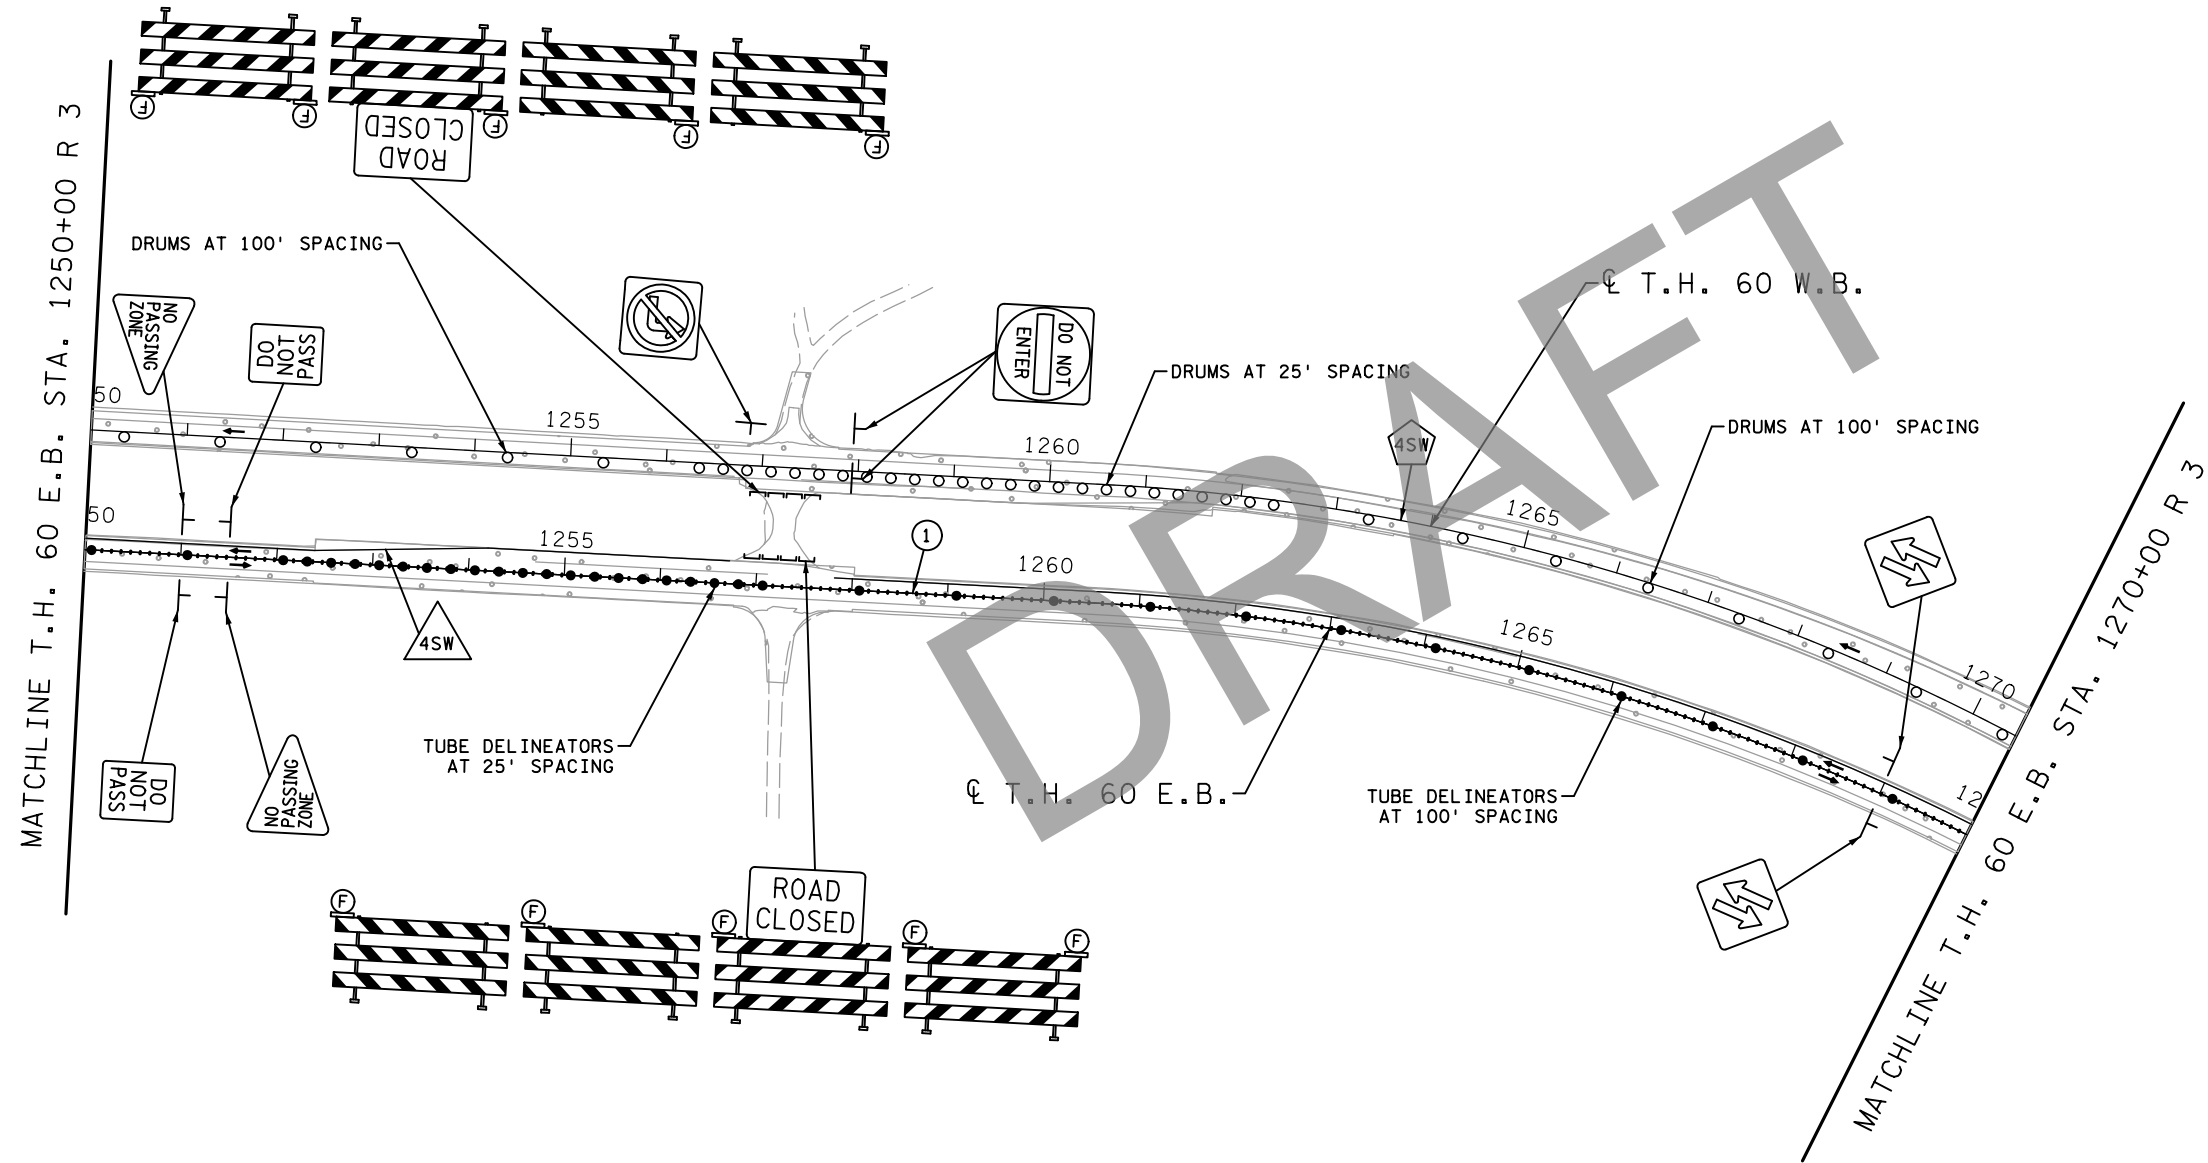 MATCHLINE T.H. 60 E.B. STA. 1250+00 R 3
F
F
F
F
F
ROAD
CLOSED
DRUMS AT 100' SPACING
NO
PASSING
ZONE
DO
NOT
PASS
DO NOT
ENTER
DRUMS AT 25' SPACING
℄ T.H. 60 W.B.
DRUMS AT 100' SPACING
4SW
50
1255
1260
1265
1270
50
1255
1260
1265
12
1
4SW
TUBE DELINEATORS
AT 25' SPACING
DO
NOT
PASS
NO
PASSING
ZONE
℄ T.H. 60 E.B.
TUBE DELINEATORS
AT 100' SPACING
ROAD
CLOSED
F
F
F
F
F
MATCHLINE T.H. 60 E.B. STA. 1270+00 R 3
DRAFT